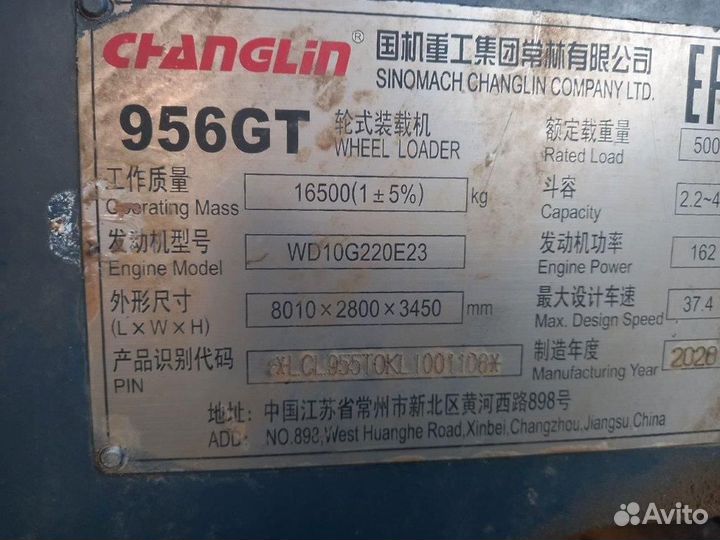 CHANGLIN® 国机重工集团常林有限公司
SINOMACH CHANGLIN COMPANY LTD.
956GT 轮式装载机
WHEEL LOADER
额定载重量 500
Rated Load
工作质量 16500(1±5%) kg
Operating Mass
斗容 2.2~4
Capacity
发动机型号 WD10G220E23
Engine Model
发动机功率 162
Engine Power
外形尺寸 8010×2800×3450 mm
(L×W×H)
最大设计车速 37.4
Max. Design Speed
产品识别代码
PIN
制造年度 2020
Manufacturing Year
地址: 中国江苏省常州市新北区黄河西路898号
ADD: NO.898,West Huanghe Road,Xinbei,Changzhou,Jiangsu,China
Avito